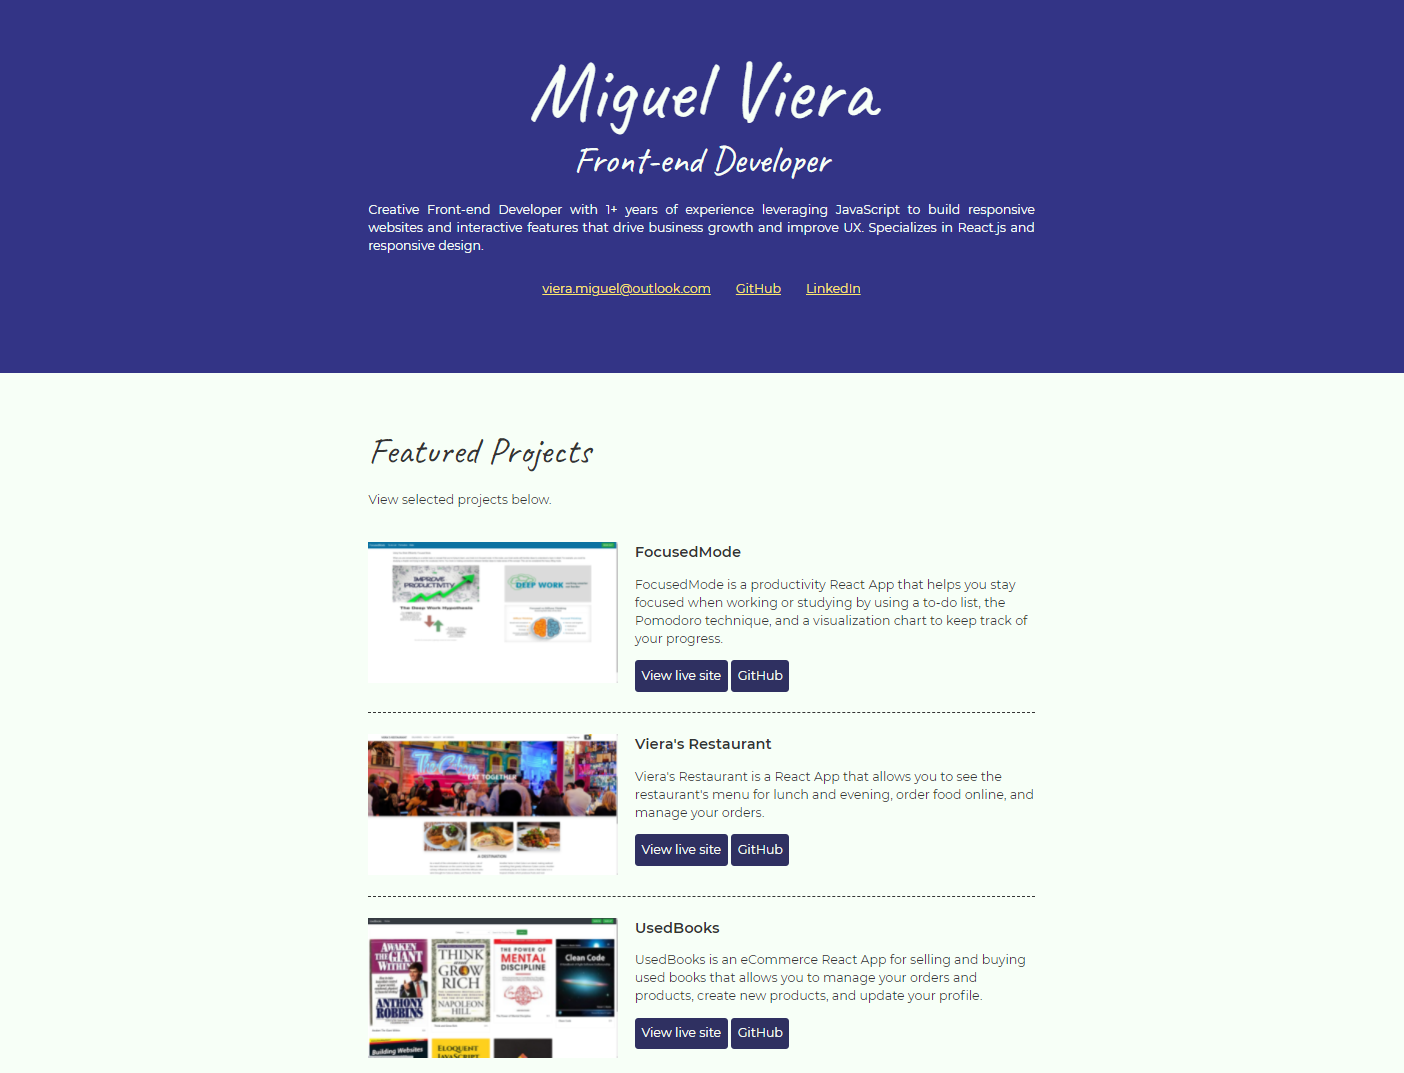 Miguel Viera
Front-end Developer
Creative Front-end Developer with 1+ years of experience leveraging JavaScript to build responsive
websites and interactive features that drive business growth and improve UX. Specializes in React.js and
responsive design.
viera.miguel@outlook.com GitHub LinkedIn
Featured Projects
View selected projects below.
IMPROVE
PRODUCTIVITY
DEEP WORK
The Deep Work Hypothesis
FocusedMode
FocusedMode is a productivity React App that helps you stay
focused when working or studying by using a to-do list, the
Pomodoro technique, and a visualization chart to keep track of
your progress.
View live site GitHub
EAT TOGETHER
A DESTINATION
Viera's Restaurant
Viera's Restaurant is a React App that allows you to see the
restaurant's menu for lunch and evening, order food online, and
manage your orders.
View live site GitHub
AWAKEN
THE GIANT
WITHIN
ANTHONY
ROBBINS
THINK
GROW
RICH
NAPOLEON
HILL
THE POWER OF
MENTAL
DISCIPLINE
Clean Code
Building Websites
ELOQUENT
JAVASCRIPT
UsedBooks
UsedBooks is an eCommerce React App for selling and buying
used books that allows you to manage your orders and
products, create new products, and update your profile.
View live site GitHub